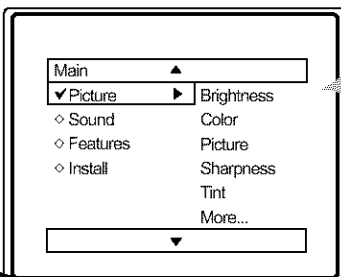 Main
✔Picture Brightness
◇ Sound Color
◇ Features Picture
◇ Install Sharpness
Tint
More...